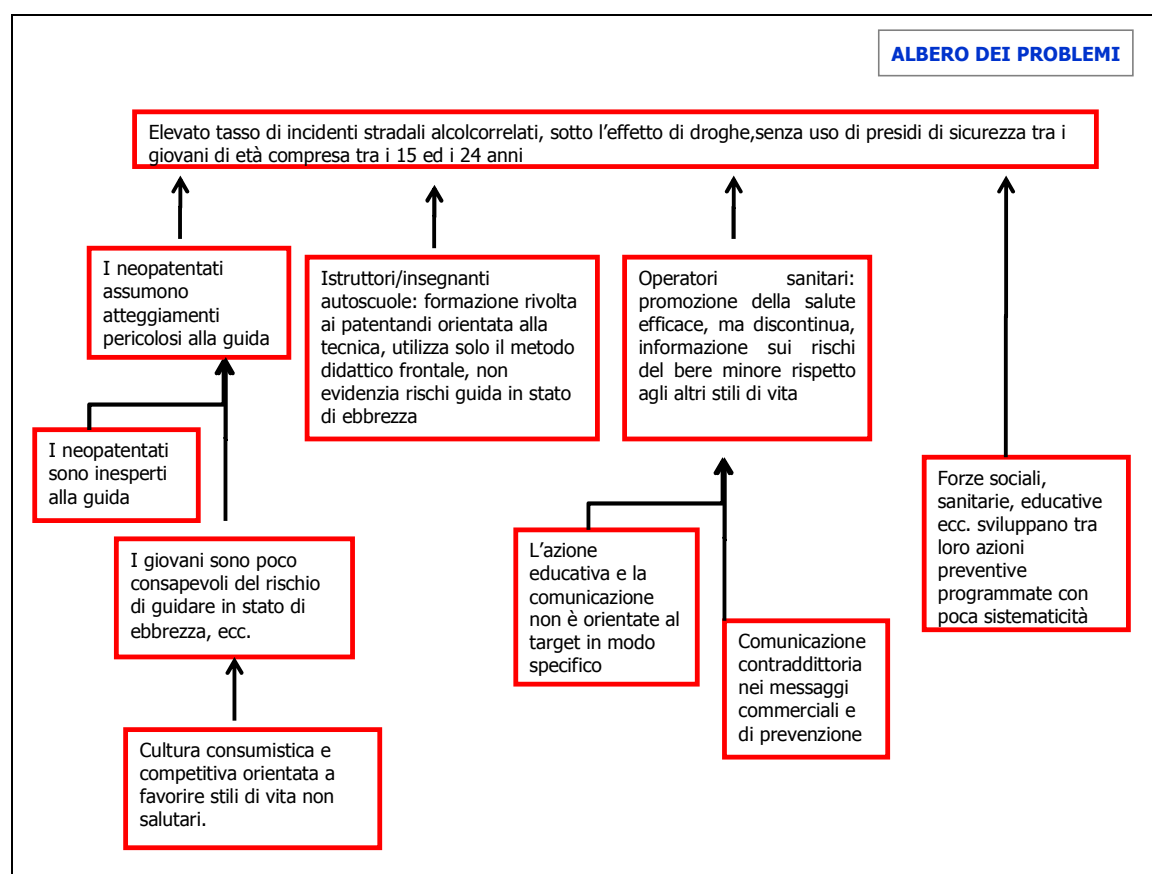 ALBERO DEI PROBLEMI
Elevato tasso di incidenti stradali alcolcorrelati, sotto l'effetto di droghe,senza uso di presidi di sicurezza tra i
giovani di età compresa tra i 15 ed i 24 anni
I neopatentati
assumono
atteggiamenti
pericolosi alla guida
Istruttori/insegnanti
autoscuole: formazione rivolta
ai patentandi orientata alla
tecnica, utilizza solo il metodo
didattico frontale, non
evidenzia rischi guida in stato
di ebbrezza
Operatori sanitari:
promozione della salute
efficace, ma discontinua,
informazione sui rischi
del bere minore rispetto
agli altri stili di vita
I neopatentati
sono inesperti
alla guida
Forze sociali,
sanitarie, educative
ecc. sviluppano tra
loro azioni
preventive
programmate con
poca sistematicità
I giovani sono poco
consapevoli del rischio
di guidare in stato di
ebbrezza, ecc.
L'azione
educativa e la
comunicazione
non è orientate al
target in modo
specifico
Comunicazione
contraddittoria
nei messaggi
commerciali e
di prevenzione
Cultura consumistica e
competitiva orientata a
favorire stili di vita non
salutari.